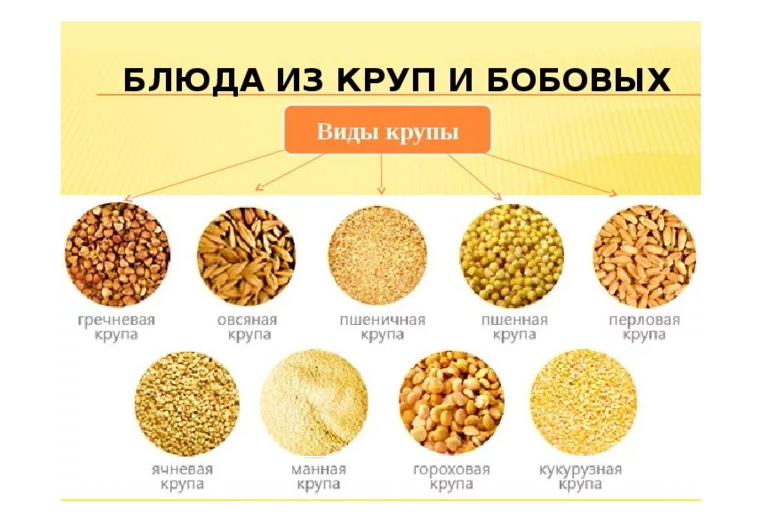 БЛЮДА ИЗ КРУП И БОБОВЫХ
Виды крупы
гречневая
крупа
овсяная
крупа
пшеничная
крупа
пшенная
крупа
перловая
крупа
ячневая
крупа
манная
крупа
гороховая
крупа
кукурузная
крупа